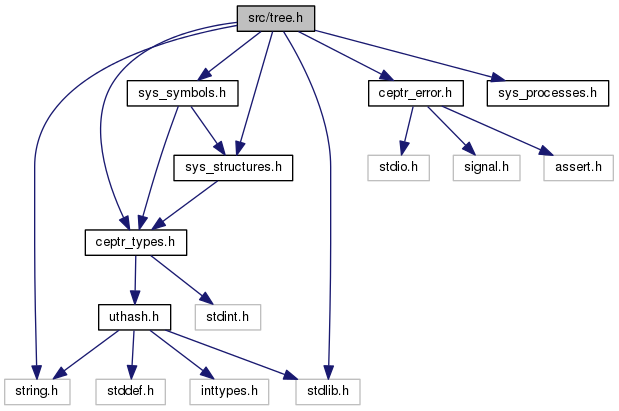 src/tree.h
sys_symbols.h
ceptr_error.h
sys_processes.h
sys_structures.h
stdio.h
signal.h
assert.h
ceptr_types.h
uthash.h
stdint.h
string.h
stddef.h
inttypes.h
stdlib.h